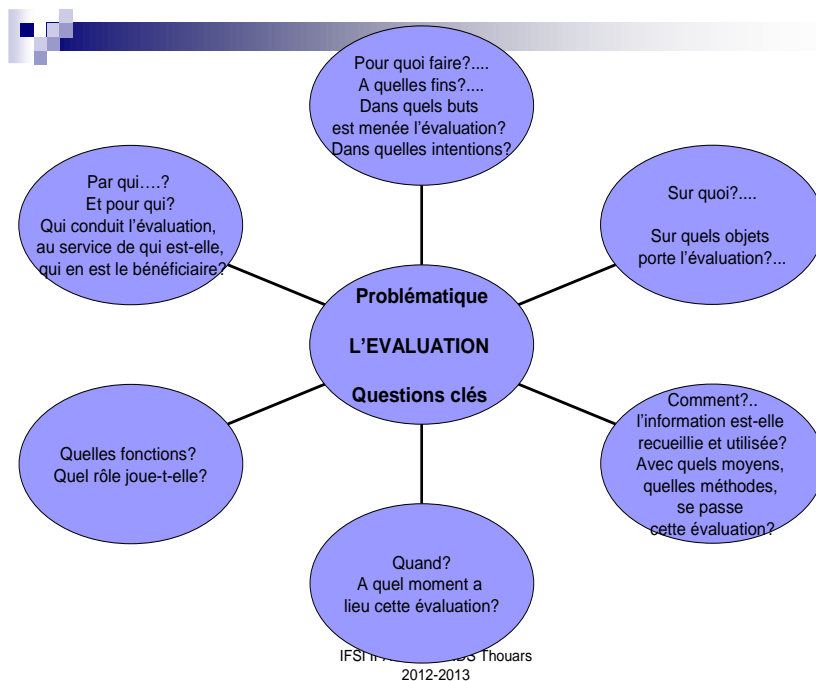 Pour quoi faire?....
A quelles fins?....
Dans quels buts
est menée l'évaluation?
Dans quelles intentions?
Par qui....?
Et pour qui?
Qui conduit l'évaluation,
au service de qui est-elle,
qui en est le bénéficiaire?
Sur quoi?....
Sur quels objets
porte l'évaluation?...
Problématique
L'EVALUATION
Questions clés
Quelles fonctions?
Quel rôle joue-t-elle?
Comment?..
l'information est-elle
recueillie et utilisée?
Avec quels moyens,
quelles méthodes,
se passe
cette évaluation?
Quand?
A quel moment a
lieu cette évaluation?
IFSI Thouars
2012-2013